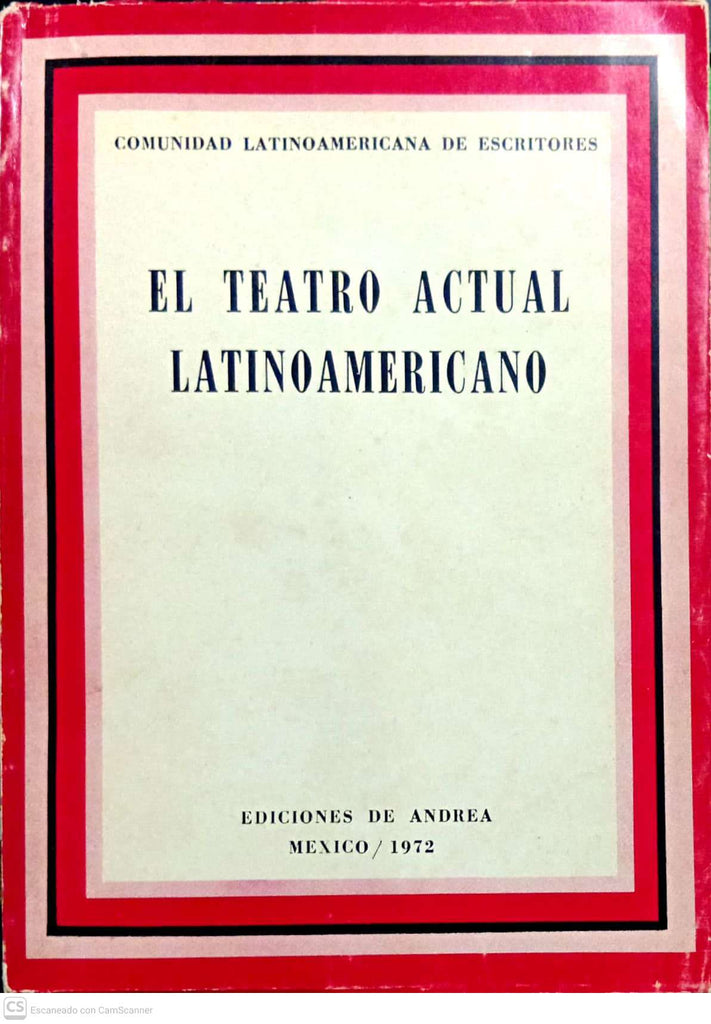 COMUNIDAD LATINOAMERICANA DE ESCRITORES
EL TEATRO ACTUAL
LATINOAMERICANO
EDICIONES DE ANDREA
MEXICO / 1972
CS Escaneado con CamScanner